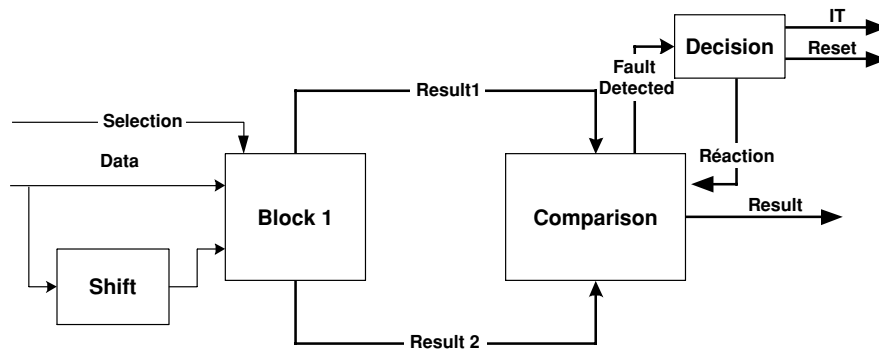 IT
Decision
Reset
Fault
Detected
Result1
Selection
Data
Réaction
Block 1
Comparison
Result
Shift
Result 2